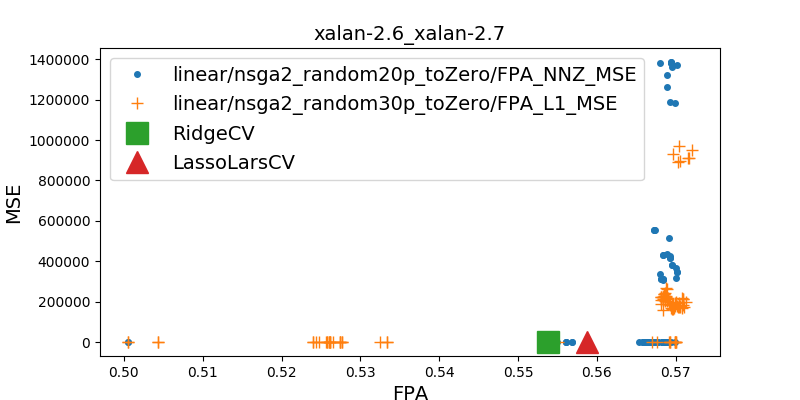 xalan-2.6_xalan-2.7
linear/nsga2_random20p_toZero/FPA_NNZ_MSE
linear/nsga2_random30p_toZero/FPA_L1_MSE
RidgeCV
LassoLarsCV
MSE
1400000
1200000
1000000
800000
600000
400000
200000
0
0.50 0.51 0.52 0.53 0.54 0.55 0.56 0.57
FPA